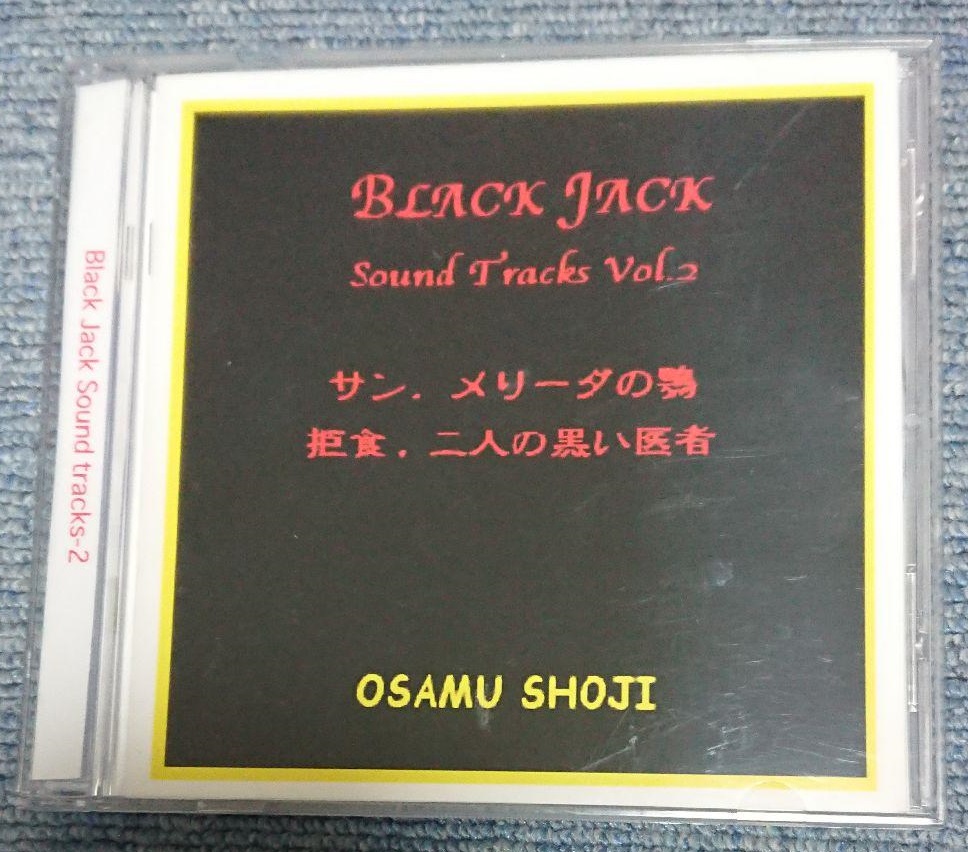 Black Jack Sound tracks-2
BLACK JACK
Sound Tracks Vol.2
サン．メリーダの鶚
拒食．二人の黒い医者
OSAMU SHOJI